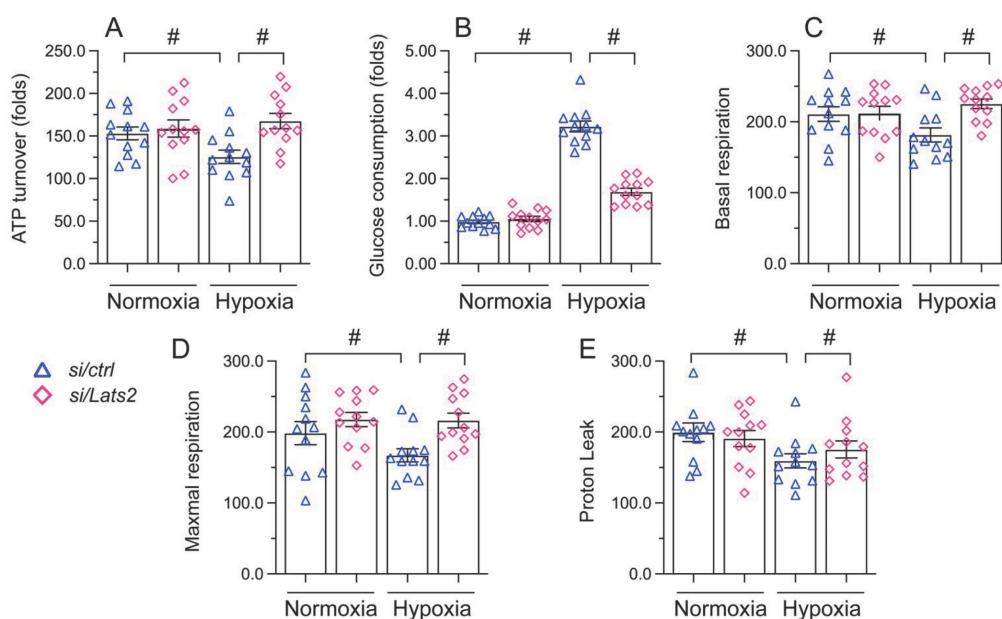 A
ATP turnover (folds)
250.0
200.0
150.0
100.0
50.0
0.0
# #
Normoxia Hypoxia
B
Glucose consumption (folds)
5.00
4.00
3.00
2.00
1.00
0.0
# #
Normoxia Hypoxia
C
Basal respiration
300.0
200.0
100.0
0.0
# #
Normoxia Hypoxia
si/ctrl
si/Lats2
D
Maxmal respiration
300.0
200.0
100.0
0.0
# #
Normoxia Hypoxia
E
Proton Leak
300.0
200.0
100.0
0.0
# #
Normoxia Hypoxia